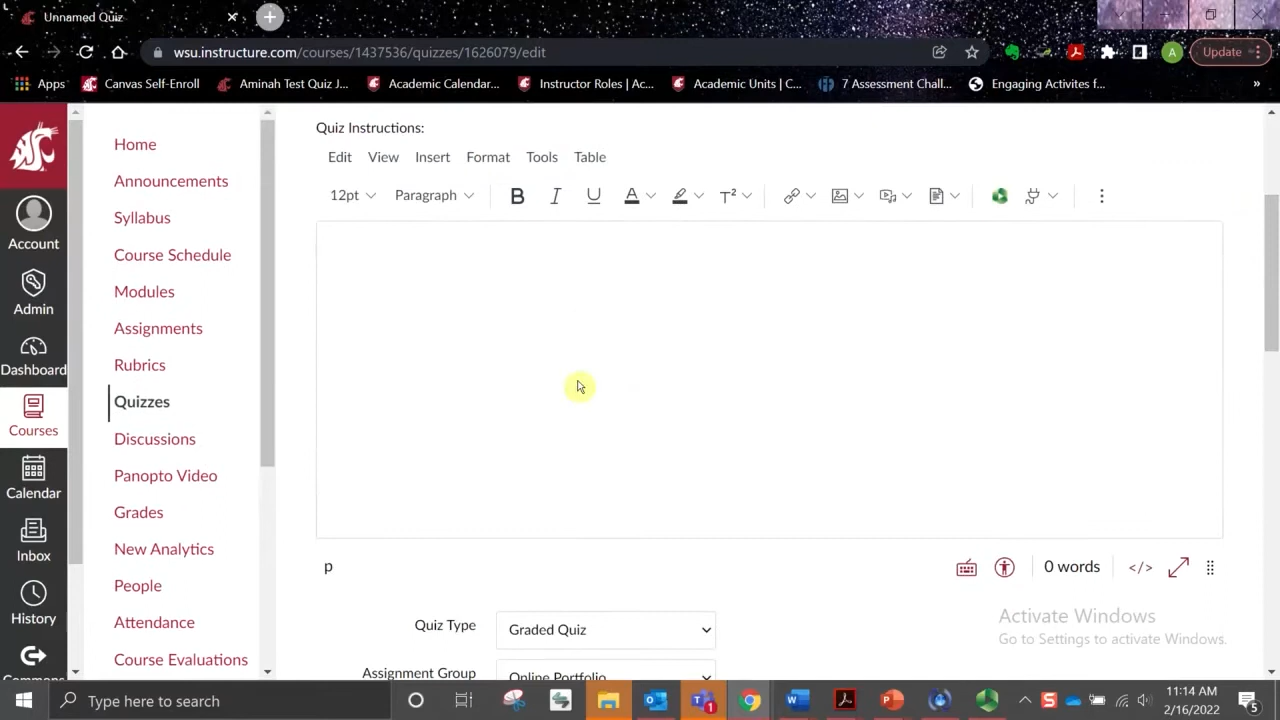 Unnamed Quiz
wsu.instructure.com/courses/1437536/quizzes/1626079/edit
A
Update
Apps
Canvas Self-Enroll
Aminah Test Quiz J...
Academic Calendar...
Instructor Roles | Ac...
Academic Units | C...
7 Assessment Chall...
Engaging Activites f...
»
Account
Admin
Dashboard
Courses
Calendar
Inbox
History
Home
Announcements
Syllabus
Course Schedule
Modules
Assignments
Rubrics
Quizzes
Discussions
Panopto Video
Grades
New Analytics
People
Attendance
Course Evaluations
Quiz Instructions:
Edit View Insert Format Tools Table
12pt Paragraph B I U A T²
p
0 words </>
Quiz Type Graded Quiz
Assignment Group Online Portfolio
Activate Windows
Go to Settings to activate Windows.
Type here to search
1
11:14 AM
2/16/2022
5